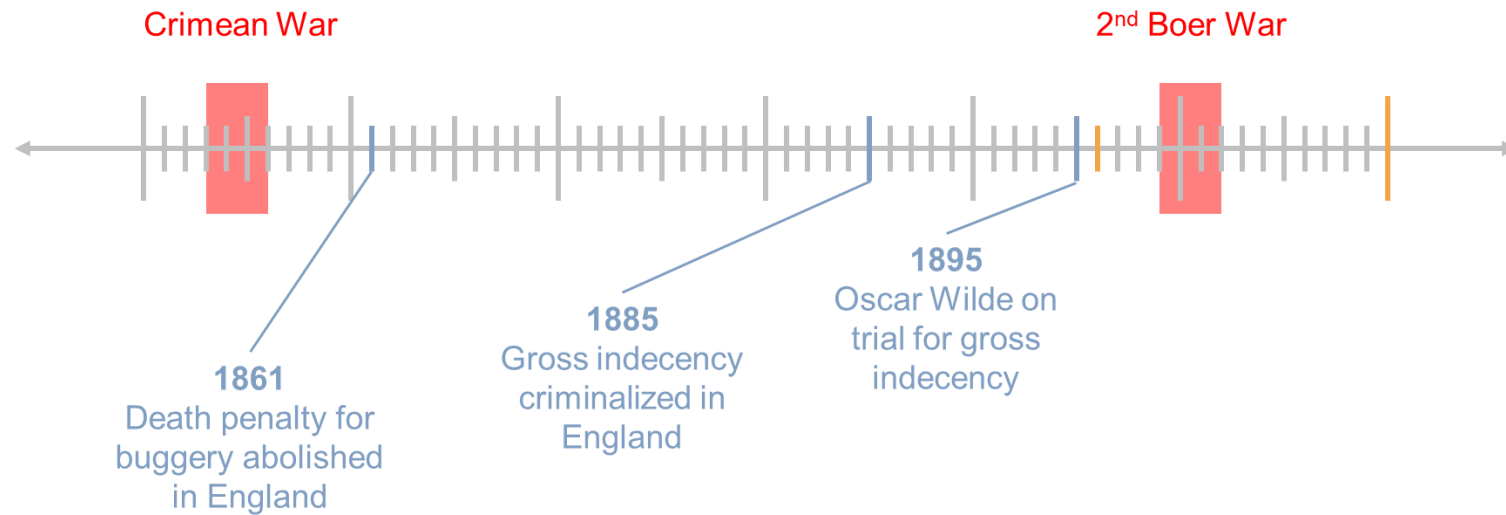 Crimean War
2nd Boer War
1861
Death penalty for
buggery abolished
in England
1885
Gross indecency
criminalized in
England
1895
Oscar Wilde on
trial for gross
indecency